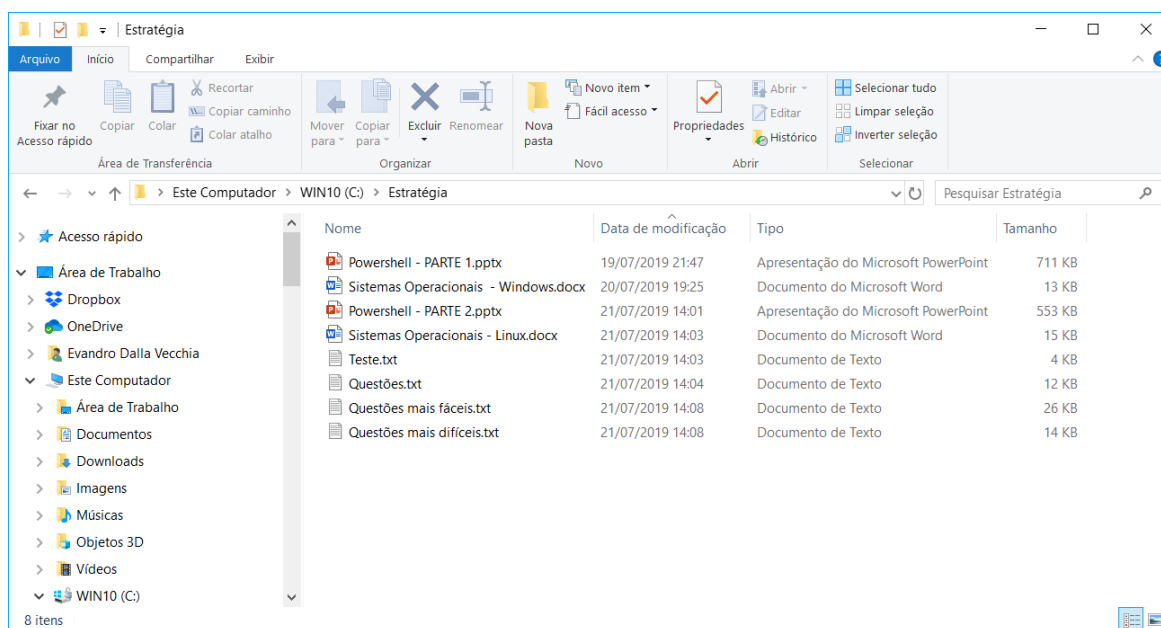 Estratégia
Arquivo Início Compartilhar Exibir
Fixar no Acesso rápido
Copiar
Colar
Recortar
Copiar caminho
Colar atalho
Área de Transferência
Mover para
Copiar para
Excluir
Renomear
Organizar
Nova pasta
Novo item
Fácil acesso
Novo
Propriedades
Abrir
Editar
Histórico
Abrir
Selecionar tudo
Limpar seleção
Inverter seleção
Selecionar
Este Computador > WIN10 (C:) > Estratégia
Pesquisar Estratégia
Acesso rápido
Área de Trabalho
Dropbox
OneDrive
Evandro Dalla Vecchia
Este Computador
Área de Trabalho
Documentos
Downloads
Imagens
Músicas
Objetos 3D
Vídeos
WIN10 (C:)
Nome Data de modificação Tipo Tamanho
Powershell - PARTE 1.pptx 19/07/2019 21:47 Apresentação do Microsoft PowerPoint 711 KB
Sistemas Operacionais - Windows.docx 20/07/2019 19:25 Documento do Microsoft Word 13 KB
Powershell - PARTE 2.pptx 21/07/2019 14:01 Apresentação do Microsoft PowerPoint 553 KB
Sistemas Operacionais - Linux.docx 21/07/2019 14:03 Documento do Microsoft Word 15 KB
Teste.txt 21/07/2019 14:03 Documento de Texto 4 KB
Questões.txt 21/07/2019 14:04 Documento de Texto 12 KB
Questões mais fáceis.txt 21/07/2019 14:08 Documento de Texto 26 KB
Questões mais difíceis.txt 21/07/2019 14:08 Documento de Texto 14 KB
8 itens